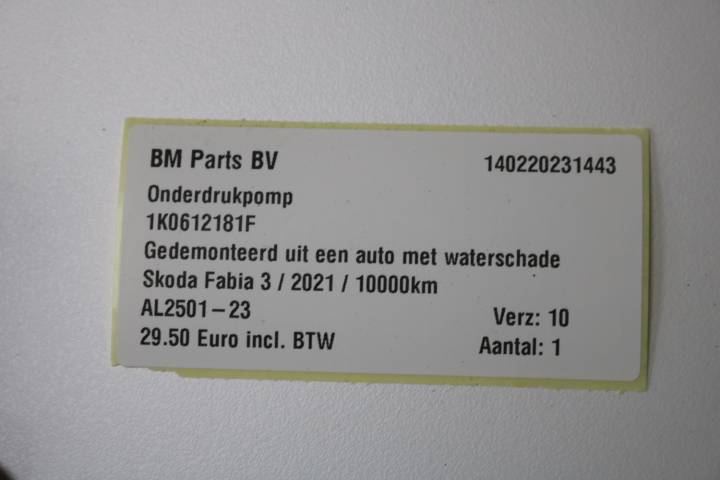 BM Parts BV 140220231443
Onderdrukpomp
1K0612181F
Gedemonteerd uit een auto met waterschade
Skoda Fabia 3 / 2021 / 10000km
AL2501-23 Verz: 10
29.50 Euro incl. BTW Aantal: 1